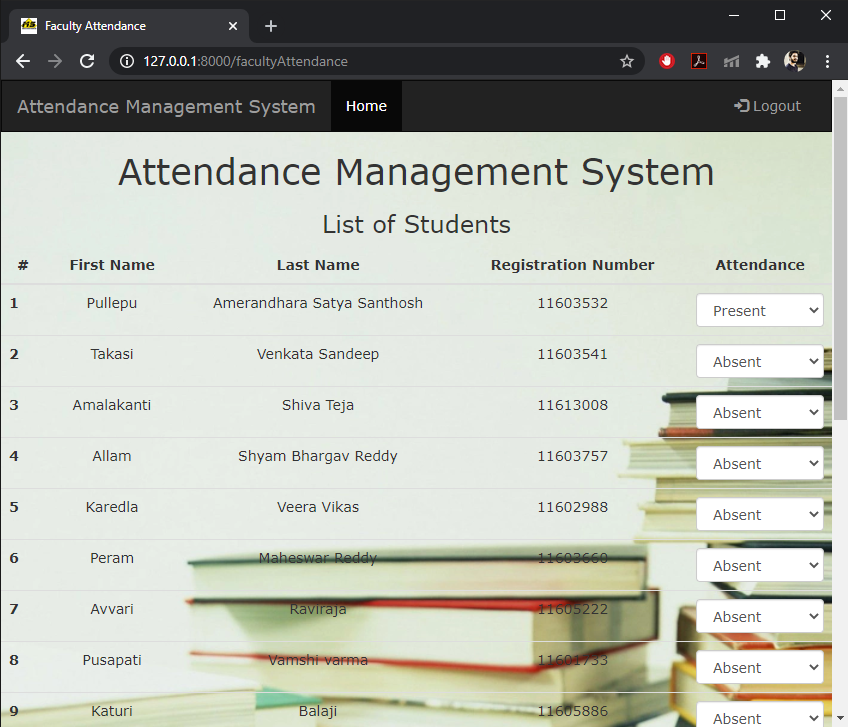 Faculty Attendance
127.0.0.1:8000/facultyAttendance
Attendance Management System Home Logout
Attendance Management System
List of Students
# First Name Last Name Registration Number Attendance
1 Pullepu Amerandhara Satya Santhosh 11603532 Present
2 Takasi Venkata Sandeep 11603541 Absent
3 Amalakanti Shiva Teja 11613008 Absent
4 Allam Shyam Bhargav Reddy 11603757 Absent
5 Karedla Veera Vikas 11602988 Absent
6 Peram Maheswar Reddy 11603660 Absent
7 Avvari Raviraja 11605222 Absent
8 Pusapati Vamshi varma 11601733 Absent
9 Katuri Balaji 11605886 Absent